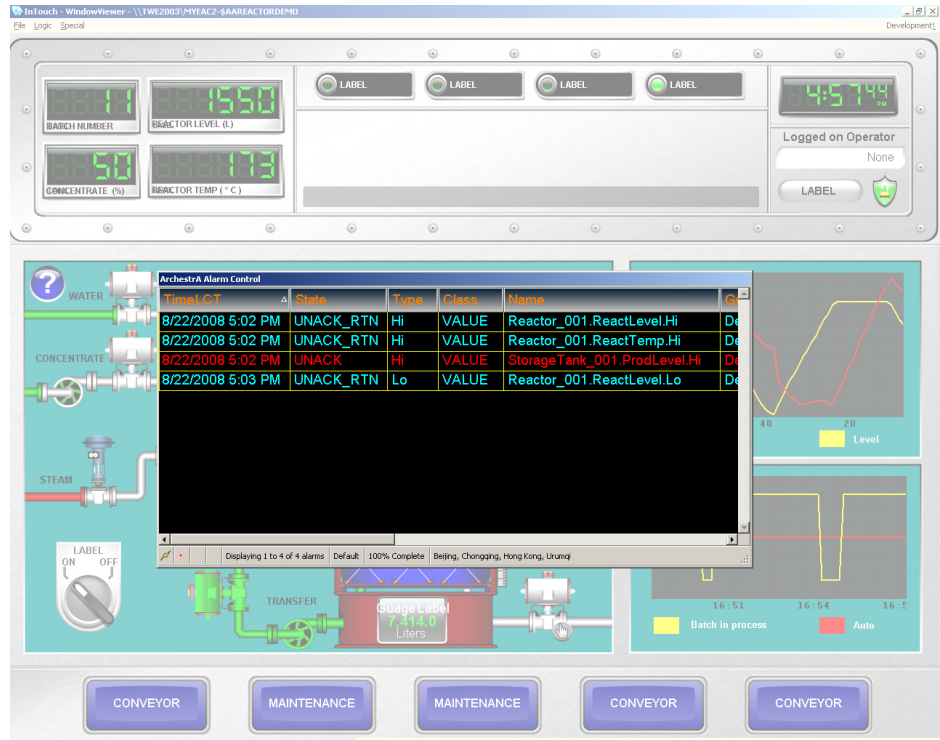 InTouch - WindowViewer - \\TWE2003\MYEAC2-$AAREACTORDEMO
File Logic Special Development!
11
BATCH NUMBER
1550
REACTOR LEVEL (L)
50
CONCENTRATE (%)
173
REACTOR TEMP ( ° C )
LABEL LABEL LABEL LABEL
4:57 44 PM
Logged on Operator
None
LABEL
?
WATER
CONCENTRATE
STEAM
LABEL
ON OFF
ArchestrA Alarm Control
TimeLCT State Type Class Name
8/22/2008 5:02 PM UNACK_RTN Hi VALUE Reactor_001.ReactLevel.Hi De
8/22/2008 5:02 PM UNACK_RTN Hi VALUE Reactor_001.ReactTemp.Hi De
8/22/2008 5:02 PM UNACK Hi VALUE StorageTank_001.ProdLevel.Hi De
8/22/2008 5:03 PM UNACK_RTN Lo VALUE Reactor_001.ReactLevel.Lo De
Displaying 1 to 4 of 4 alarms Default 100% Complete Beijing, Chongqing, Hong Kong, Urumqi
TRANSFER
Guage Label
7,414.0
Liters
40 20
Level
16:51 16:54
Batch in process Auto
CONVEYOR MAINTENANCE MAINTENANCE CONVEYOR CONVEYOR